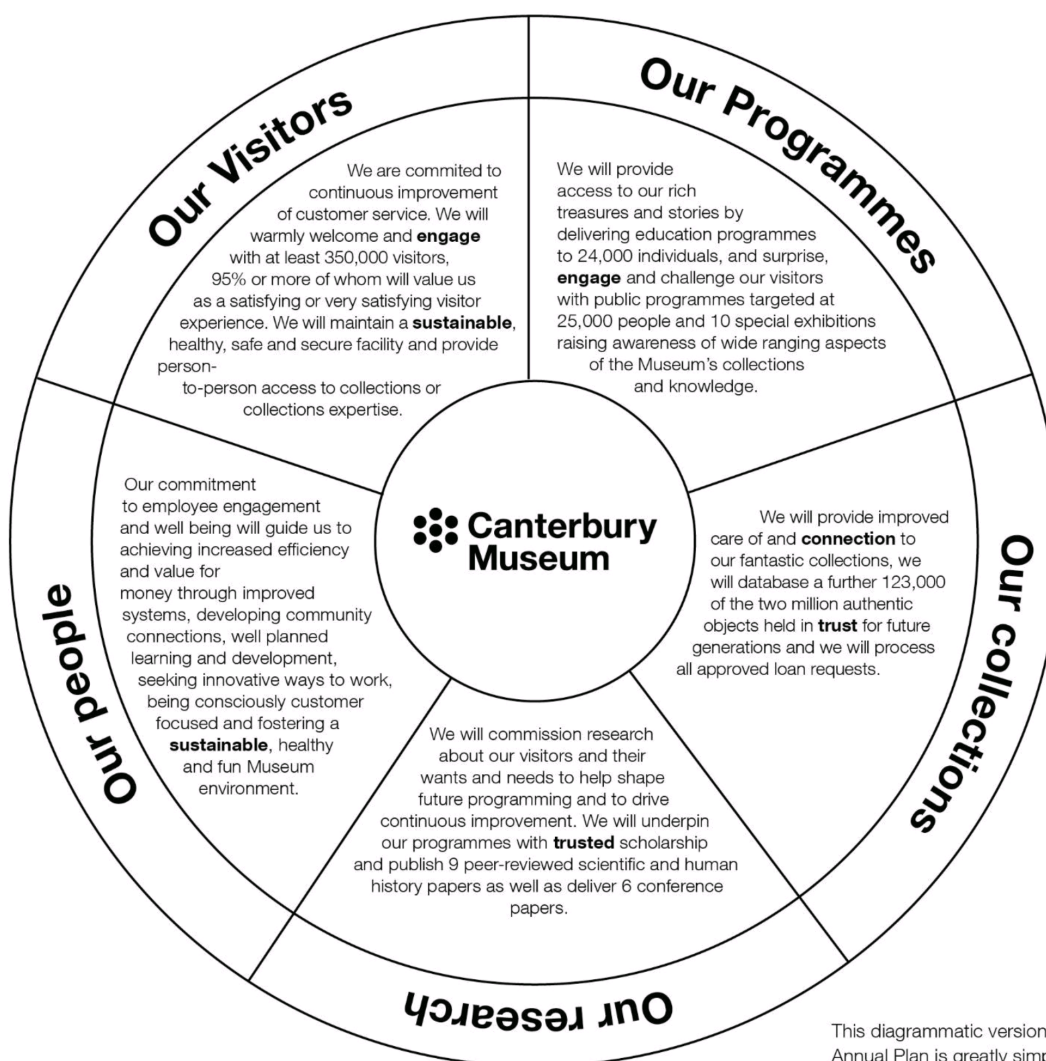 Our Visitors
We are commited to
continuous improvement
of customer service. We will
warmly welcome and engage
with at least 350,000 visitors,
95% or more of whom will value us
as a satisfying or very satisfying visitor
experience. We will maintain a sustainable,
healthy, safe and secure facility and provide
person-
to-person access to collections or
collections expertise.
Our Programmes
We will provide
access to our rich
treasures and stories by
delivering education programmes
to 24,000 individuals, and surprise,
engage and challenge our visitors
with public programmes targeted at
25,000 people and 10 special exhibitions
raising awareness of wide ranging aspects
of the Museum's collections
and knowledge.
Our collections
We will provide improved
care of and connection to
our fantastic collections, we
will database a further 123,000
of the two million authentic
objects held in trust for future
generations and we will process
all approved loan requests.
Our research
We will commission research
about our visitors and their
wants and needs to help shape
future programming and to drive
continuous improvement. We will underpin
our programmes with trusted scholarship
and publish 9 peer-reviewed scientific and human
history papers as well as deliver 6 conference
papers.
Our people
Our commitment
to employee engagement
and well being will guide us to
achieving increased efficiency
and value for
money through improved
systems, developing community
connections, well planned
learning and development,
seeking innovative ways to work,
being consciously customer
focused and fostering a
sustainable, healthy
and fun Museum
environment.
Canterbury
Museum
This diagrammatic version
Annual Plan is greatly